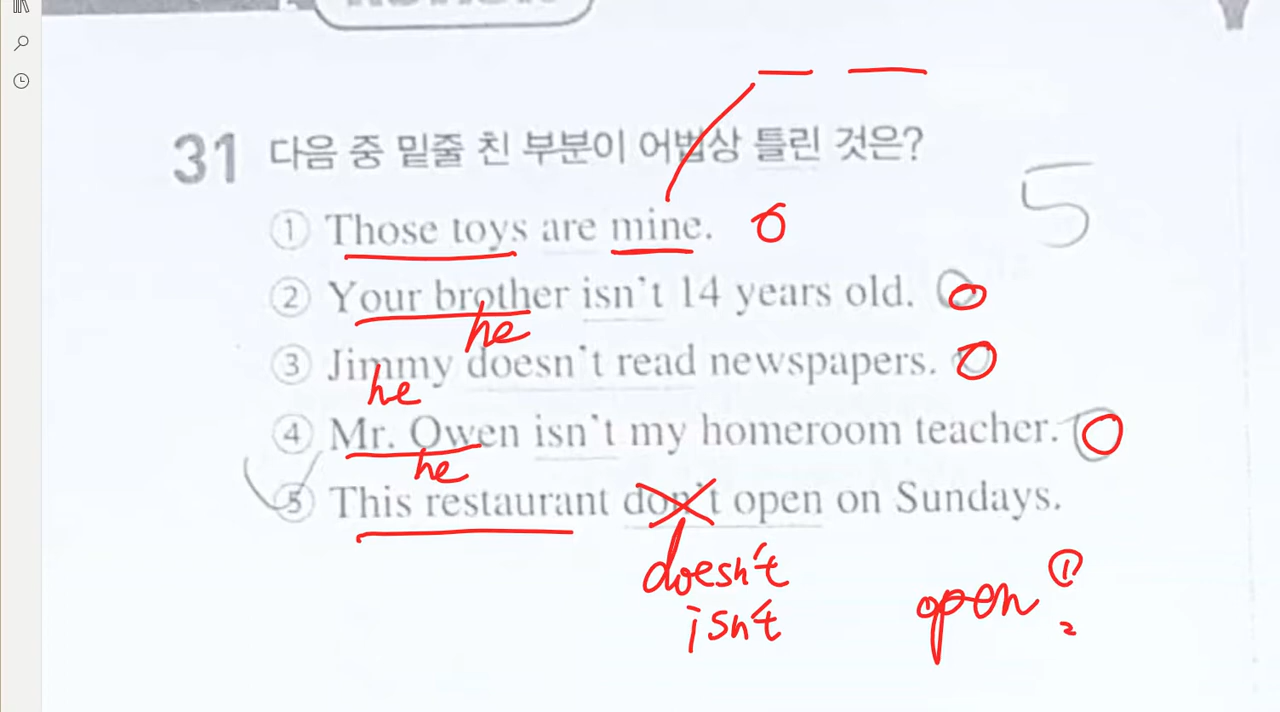 31 다음 중 밑줄 친 부분이 어법상 틀린 것은?
5
① Those toys are mine. O
② Your brother isn't 14 years old. O
he
③ Jimmy doesn't read newspapers. O
he
④ Mr. Owen isn't my homeroom teacher. O
he
⑤ This restaurant don't open on Sundays.
doesn't
isn't
open ①
2